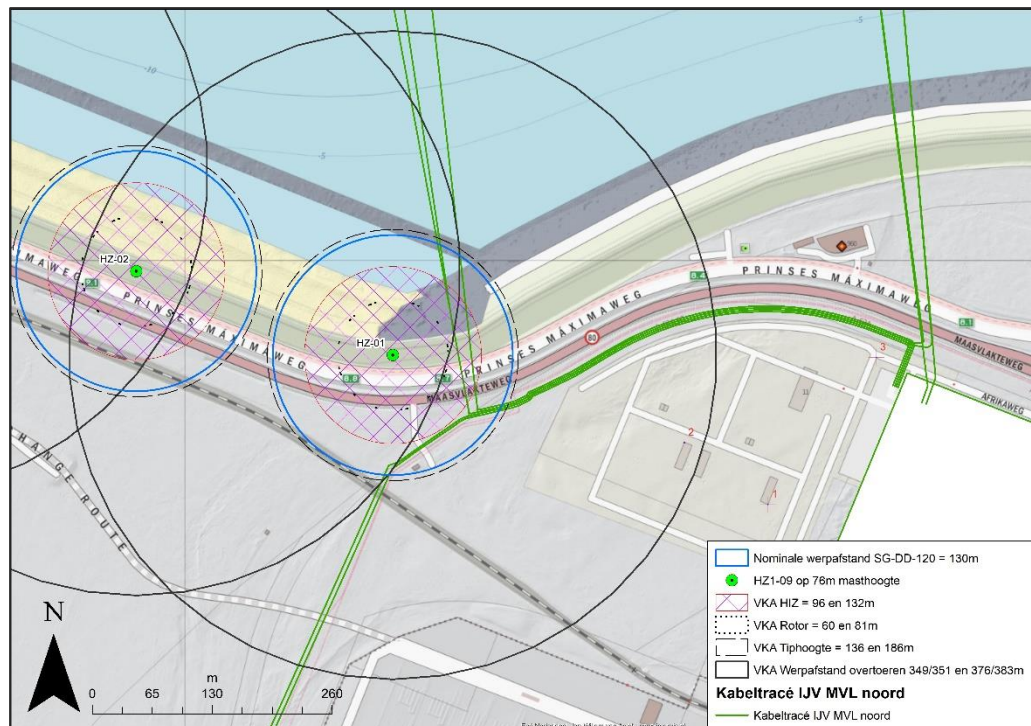 -10
-5
HZ-02
MAWEG
S.1
PRINSES MÁXIMAWEG
HZ-01
PRINSES MÁXIMAWEG
MAASVLAKTEWEG
80
PRINSES MÁXIMAWEG
MAASVLAKTEWEG
AFRIKAWEG
HANGE ROUTE
3
2
1
N
m
0 65 130 260
Nominale werpafstand SG-DD-120 = 130m
HZ1-09 op 76m masthoogte
VKA HIZ = 96 en 132m
VKA Rotor = 60 en 81m
VKA Tiphoogte = 136 en 186m
VKA Werpafstand overtoeren 349/351 en 376/383m
Kabeltracé IJV MVL noord
Kabeltracé IJV MVL noord